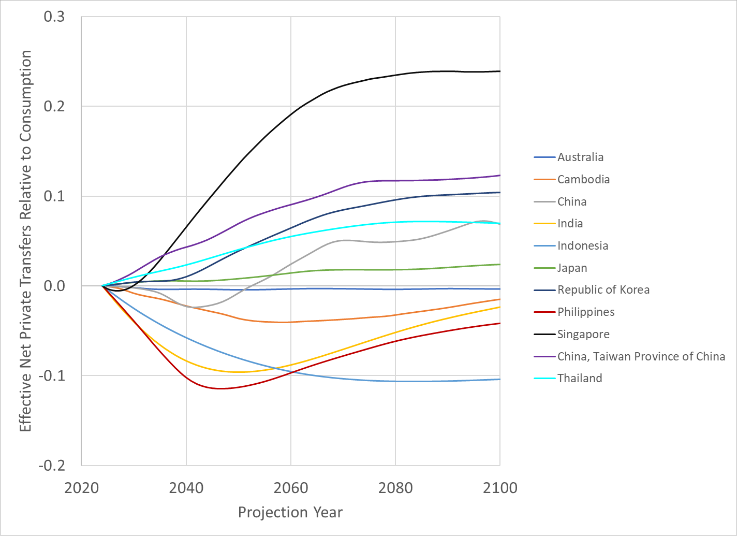 Effective Net Private Transfers Relative to Consumption
0.3
0.2
0.1
0.0
-0.1
-0.2
2020 2040 2060 2080 2100
Projection Year
Australia
Cambodia
China
India
Indonesia
Japan
Republic of Korea
Philippines
Singapore
China, Taiwan Province of China
Thailand